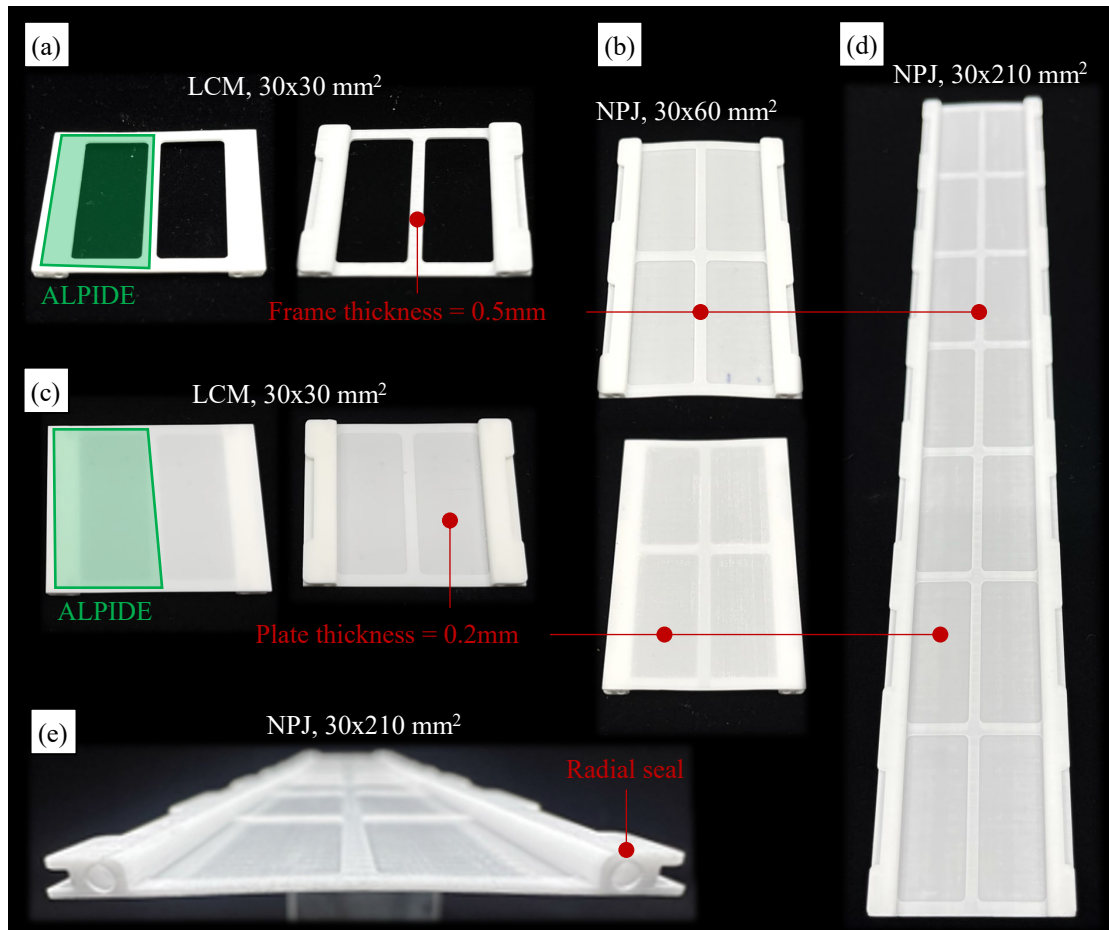 (a)
LCM, 30x30 mm²
ALPIDE
Frame thickness = 0.5mm
(b)
NPJ, 30x60 mm²
(c)
LCM, 30x30 mm²
ALPIDE
Plate thickness = 0.2mm
(d)
NPJ, 30x210 mm²
(e)
NPJ, 30x210 mm²
Radial seal